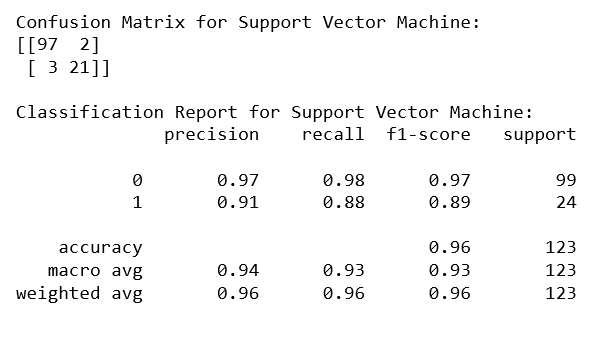 Confusion Matrix for Support Vector Machine:
[[97  2]
 [ 3 21]]
Classification Report for Support Vector Machine:
              precision    recall  f1-score   support
           0       0.97      0.98      0.97        99
           1       0.91      0.88      0.89        24
    accuracy                           0.96       123
   macro avg       0.94      0.93      0.93       123
weighted avg       0.96      0.96      0.96       123